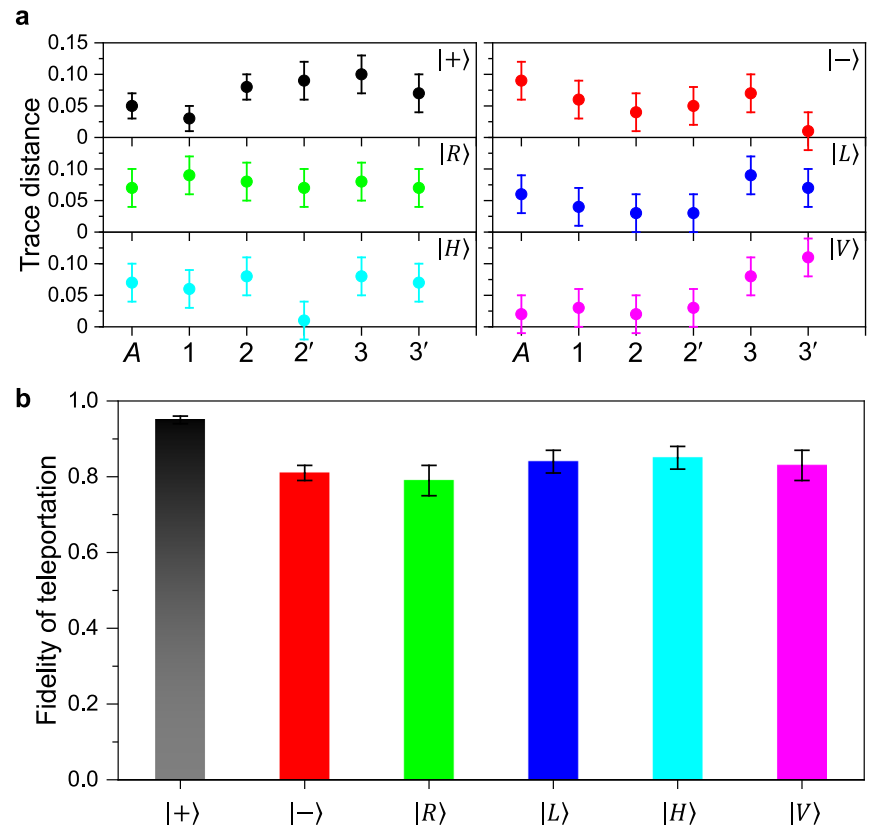 a
Trace distance
0.15
0.10
0.05
0
0.10
0.05
0
0.10
0.05
0
|+⟩
|−⟩
|R⟩
|L⟩
|H⟩
|V⟩
A 1 2 2′ 3 3′
A 1 2 2′ 3 3′
b
Fidelity of teleportation
1.0
0.8
0.6
0.4
0.2
0.0
|+⟩ |−⟩ |R⟩ |L⟩ |H⟩ |V⟩